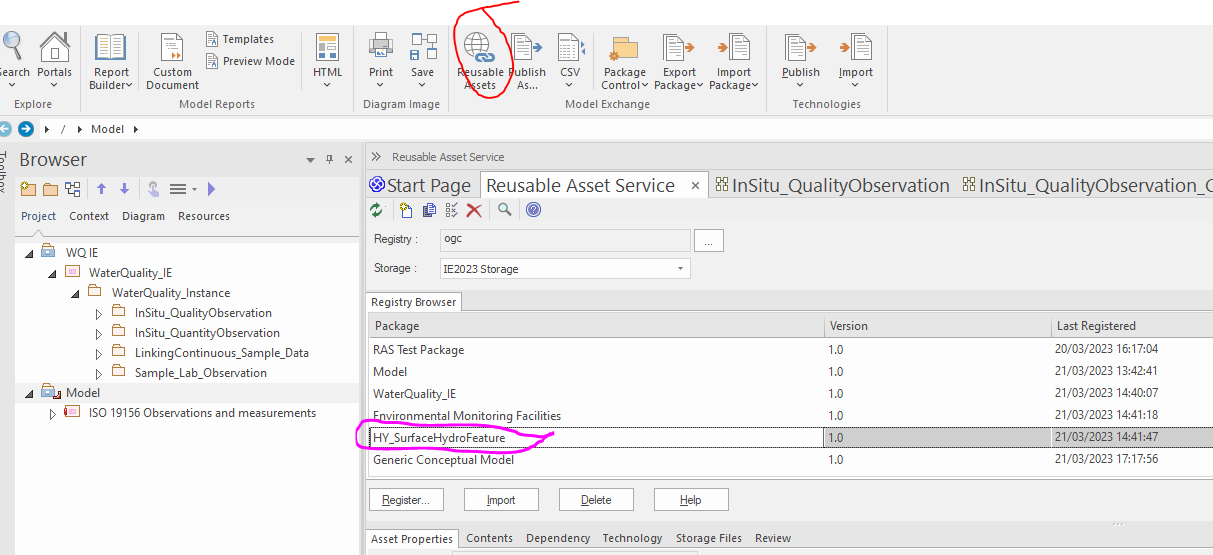 Search Portals
Report Builder
Custom Document
Templates
Preview Mode
HTML
Print Save
Reusable Assets
Publish As...
CSV
Package Control
Export Package
Import Package
Publish Import
Explore Model Reports Diagram Image Model Exchange Technologies
/ Model
Toolbox
Browser
Project Context Diagram Resources
WQ IE
WaterQuality_IE
WaterQuality_Instance
InSitu_QualityObservation
InSitu_QuantityObservation
LinkingContinuous_Sample_Data
Sample_Lab_Observation
Model
ISO 19156 Observations and measurements
Reusable Asset Service
Start Page Reusable Asset Service × InSitu_QualityObservation InSitu_QualityObservation_
Registry : ogc ...
Storage : IE2023 Storage
Registry Browser
Package Version Last Registered
RAS Test Package 1.0 20/03/2023 16:17:04
Model 1.0 21/03/2023 13:42:41
WaterQuality_IE 1.0 21/03/2023 14:40:07
Environmental Monitoring Facilities 1.0 21/03/2023 14:41:18
HY_SurfaceHydroFeature 1.0 21/03/2023 14:41:47
Generic Conceptual Model 1.0 21/03/2023 17:17:56
Register... Import Delete Help
Asset Properties Contents Dependency Technology Storage Files Review